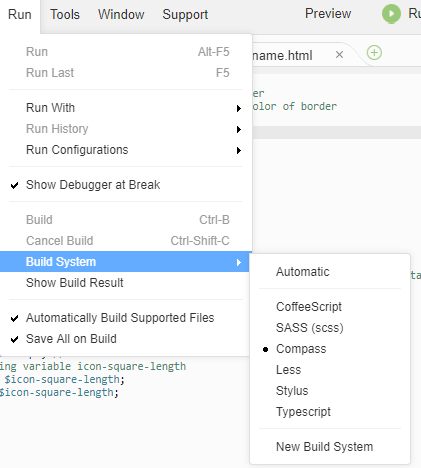 Run Tools Window Support Preview Ru
name.html
Run Alt-F5
Run Last F5
er
olor of border
Run With
Run History
Run Configurations
Show Debugger at Break
Build Ctrl-B
Cancel Build Ctrl-Shift-C
Build System
Show Build Result
Automatically Build Supported Files
Save All on Build
Automatic
ta
CoffeeScript
SASS (scss)
Compass
Less
Stylus
Typescript
New Build System
ing variable icon-square-length
$icon-square-length;
$icon-square-length;